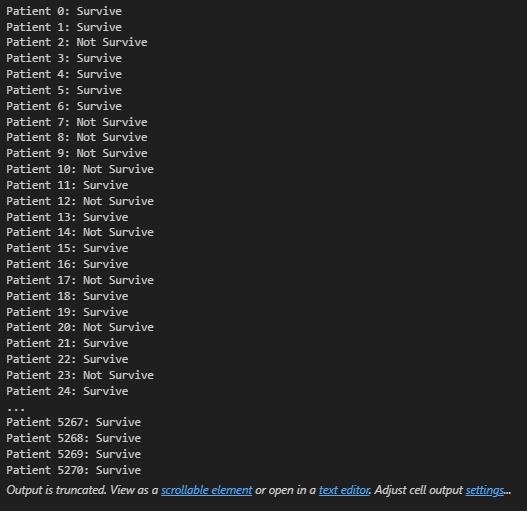 Patient 0: Survive
Patient 1: Survive
Patient 2: Not Survive
Patient 3: Survive
Patient 4: Survive
Patient 5: Survive
Patient 6: Survive
Patient 7: Not Survive
Patient 8: Not Survive
Patient 9: Not Survive
Patient 10: Not Survive
Patient 11: Survive
Patient 12: Not Survive
Patient 13: Survive
Patient 14: Not Survive
Patient 15: Survive
Patient 16: Survive
Patient 17: Not Survive
Patient 18: Survive
Patient 19: Survive
Patient 20: Not Survive
Patient 21: Survive
Patient 22: Survive
Patient 23: Not Survive
Patient 24: Survive
...
Patient 5267: Survive
Patient 5268: Survive
Patient 5269: Survive
Patient 5270: Survive
Output is truncated. View as a scrollable element or open in a text editor. Adjust cell output settings...